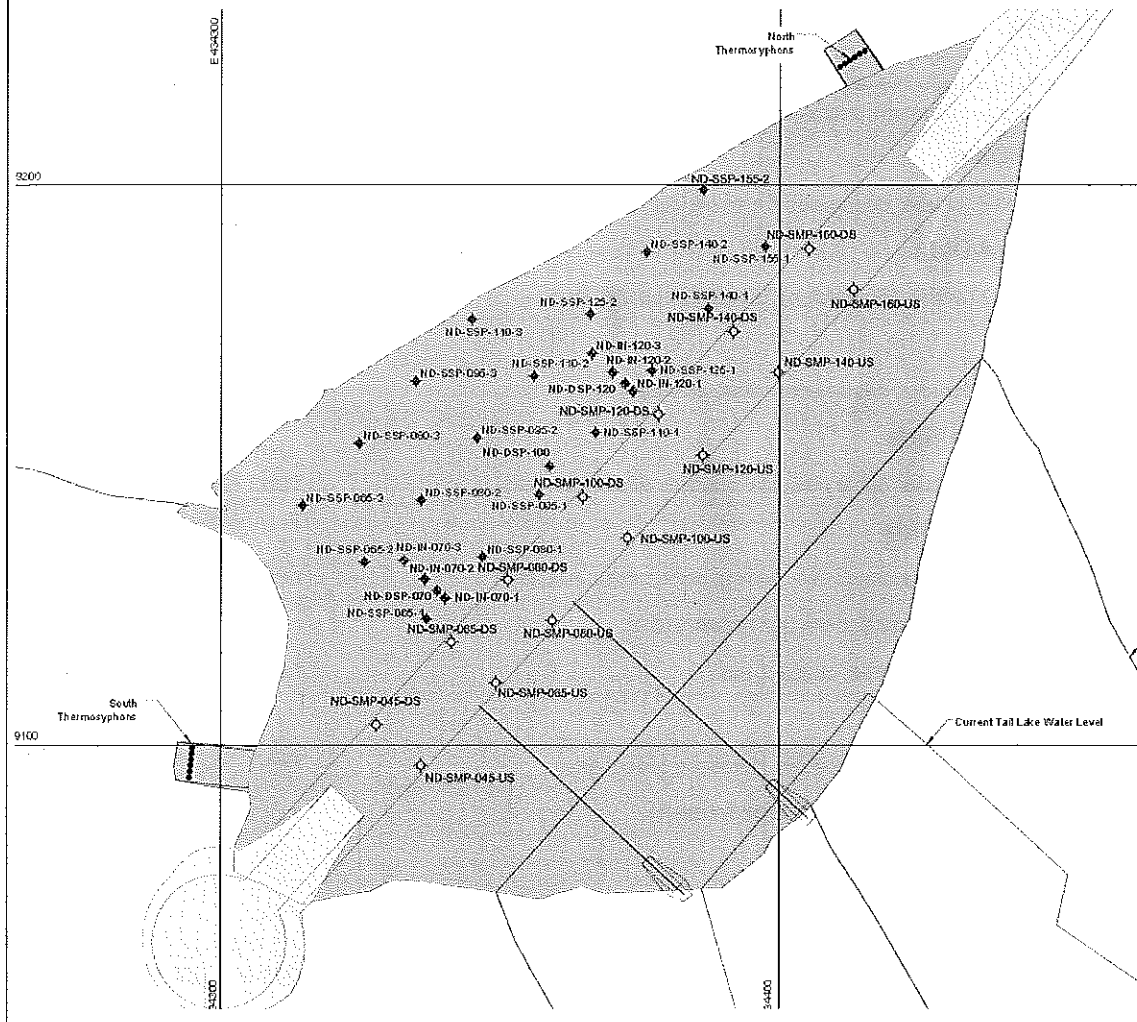 E 434300
North
Thermosyphons
9200
ND-SSP-155-2
ND-SSP-140-2
ND-SMP-160-DS
ND-SSP-155-1
ND-SMP-160-US
ND-SSP-125-2
ND-SSP-140-1
ND-SSP-110-3
ND-SMP-140-DS
ND-IN-120-3
ND-IN-120-2
ND-SSP-110-2
ND-SSP-125-1
ND-SMP-140-US
ND-SSP-095-3
ND-DSP-120
ND-IN-120-1
ND-SMP-120-DS
ND-SSP-095-2
ND-SSP-110-1
ND-SSP-080-3
ND-DSP-100
ND-SMP-120-US
ND-SMP-100-DS
ND-SSP-080-2
ND-SSP-065-3
ND-SSP-095-1
ND-SMP-100-US
ND-SSP-065-2
ND-IN-070-3
ND-SSP-080-1
ND-IN-070-2
ND-SMP-080-DS
ND-DSP-070
ND-IN-070-1
ND-SSP-065-1
ND-SMP-065-DS
ND-SMP-080-US
ND-SMP-065-US
South
Thermosyphons
ND-SMP-045-DS
Current Tail Lake Water Level
9100
ND-SMP-045-US
34300
34400